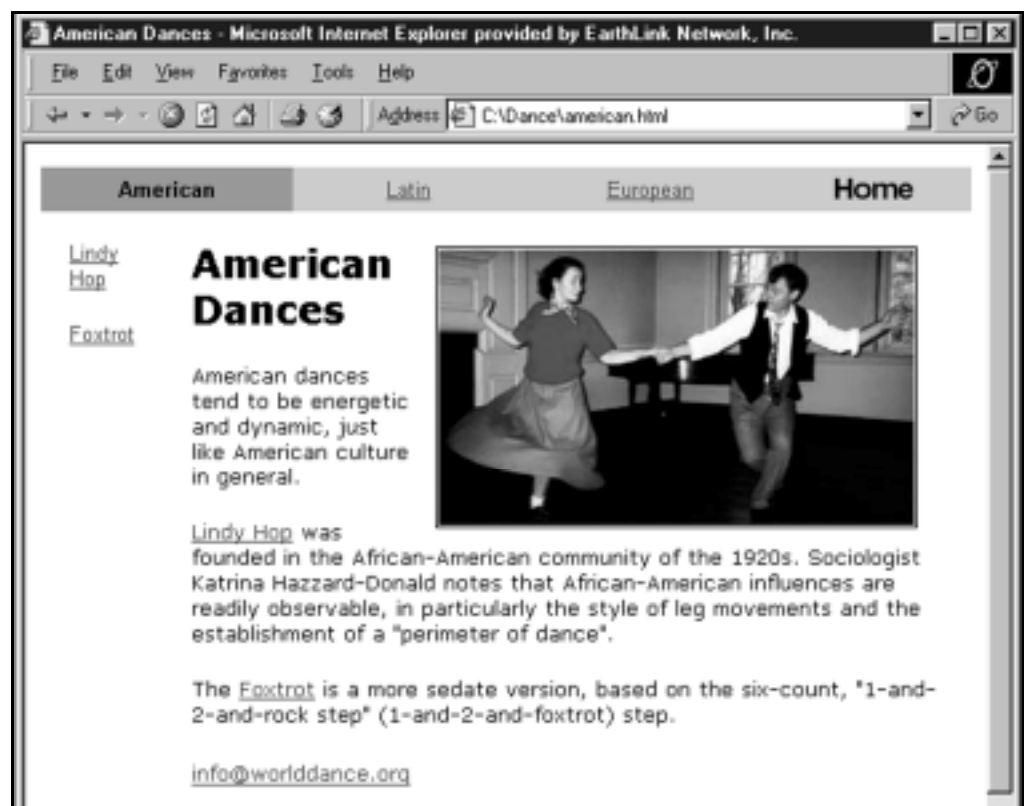 American Dances - Microsoft Internet Explorer provided by EarthLink Network, Inc.
File Edit View Favorites Tools Help
Address C:\Dance\american.html Go
American Latin European Home
Lindy
Hop
Foxtrot
American
Dances
American dances
tend to be energetic
and dynamic, just
like American culture
in general.
Lindy Hop was
founded in the African-American community of the 1920s. Sociologist
Katrina Hazzard-Donald notes that African-American influences are
readily observable, in particularly the style of leg movements and the
establishment of a "perimeter of dance".
The Foxtrot is a more sedate version, based on the six-count, "1-and-
2-and-rock step" (1-and-2-and-foxtrot) step.
info@worlddance.org